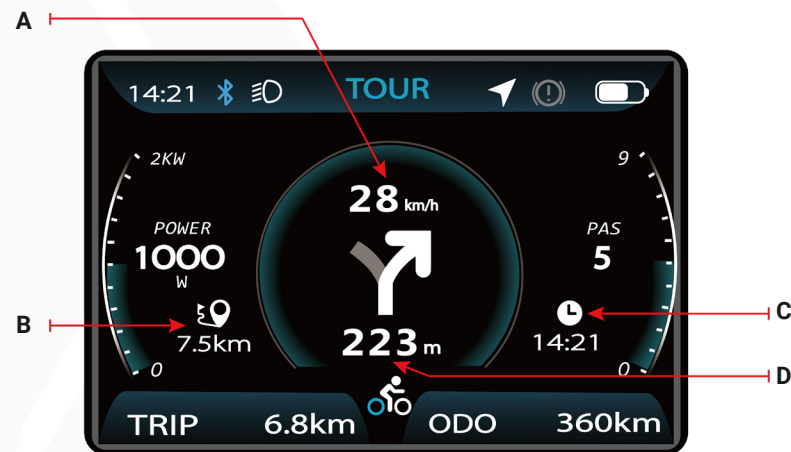 A
14:21 TOUR
2KW 9
28 km/h
POWER PAS
1000 5
W
B C
7.5km 14:21
223 m
D
0 0
TRIP 6.8km ODO 360km